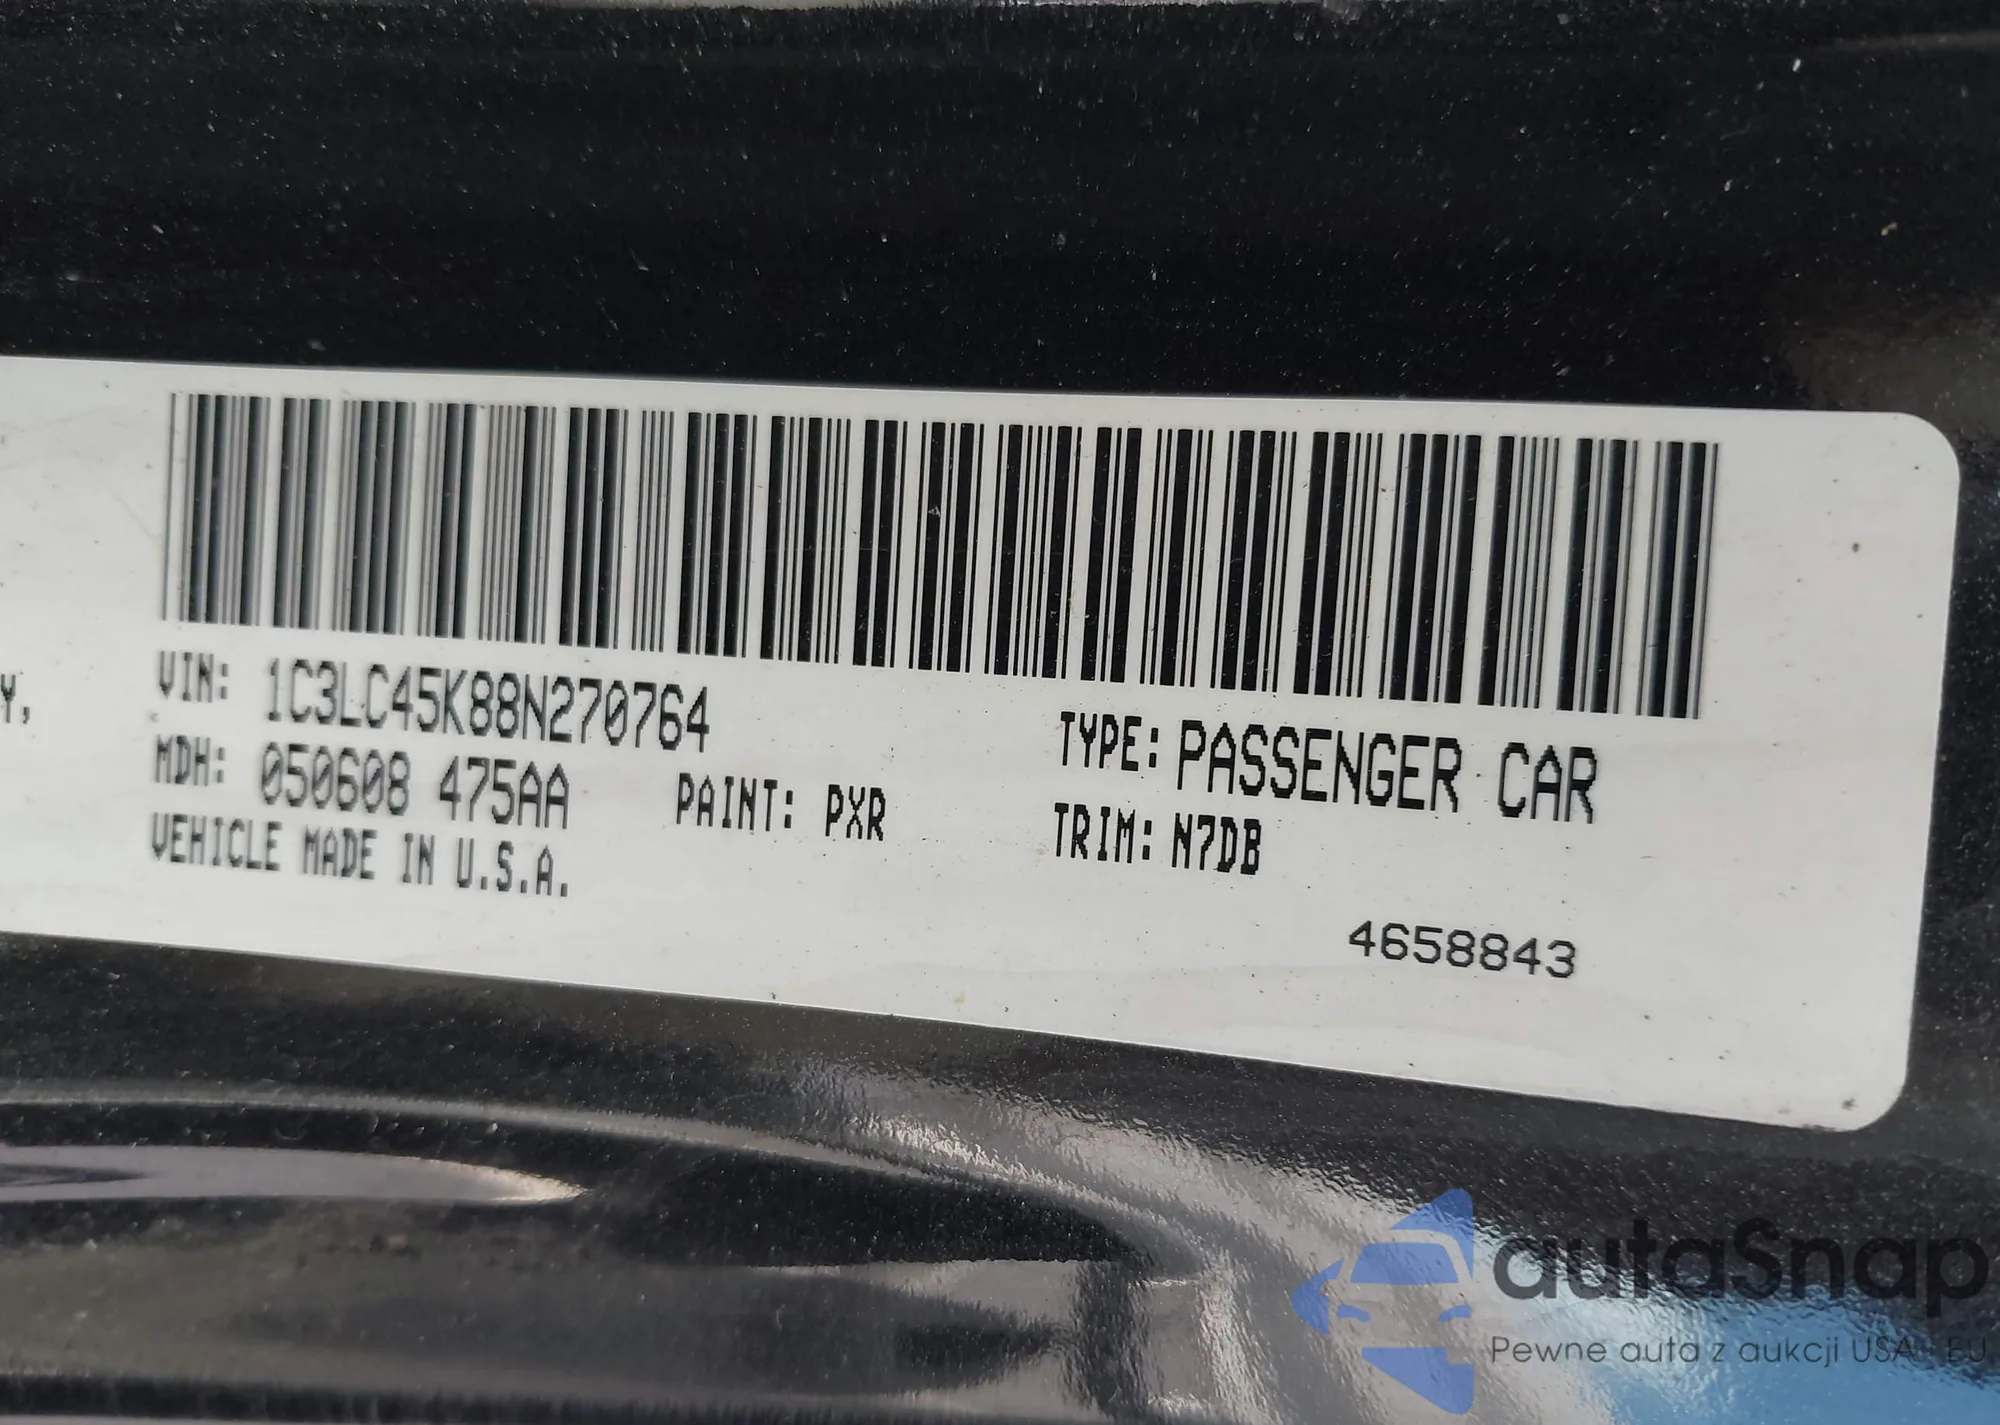 Y,
VIN: 1C3LC45K88N270764
TYPE: PASSENGER CAR
MDH: 050608 475AA
PAINT: PXR
TRIM: N7DB
VEHICLE MADE IN U.S.A.
4658843
autaSnap
Pewne auta z aukcji USA - EU